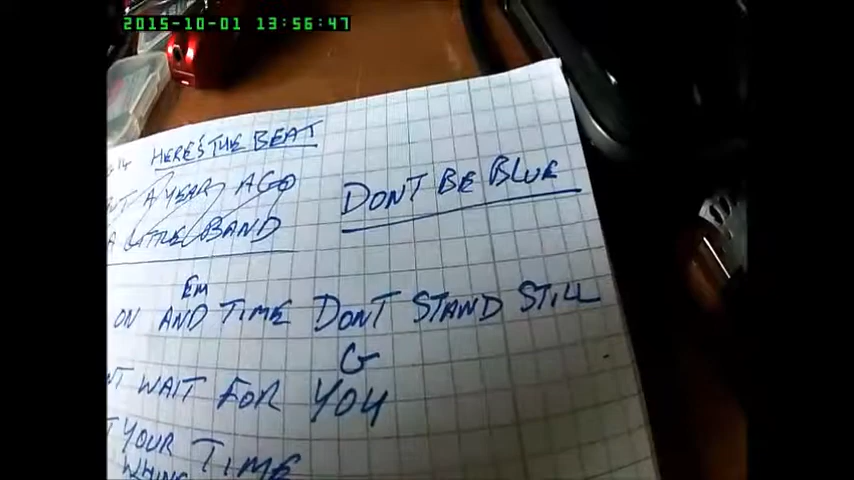 2015-10-01 13:56:47
HERE'S THE BEAT
A YEAR AGO
A LITTLE BAND
DONT BE BLUE
Em
ON AND TIME DONT STAND STILL
G
WAIT FOR YOU
YOUR TIME